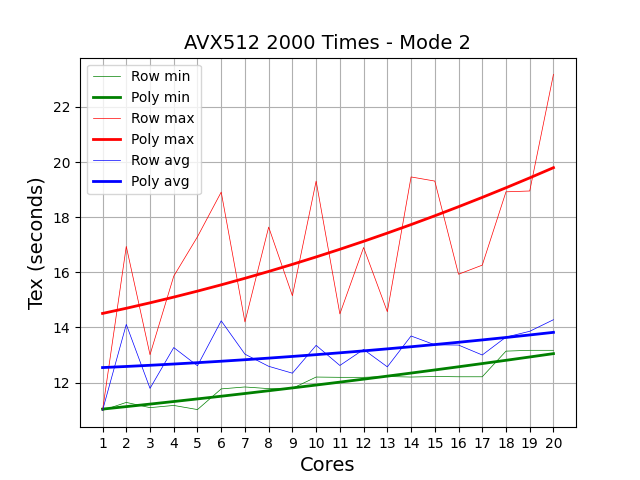 AVX512 2000 Times - Mode 2
Row min
Poly min
Row max
Poly max
Row avg
Poly avg
Tex (seconds)
22
20
18
16
14
12
1 2 3 4 5 6 7 8 9 10 11 12 13 14 15 16 17 18 19 20
Cores